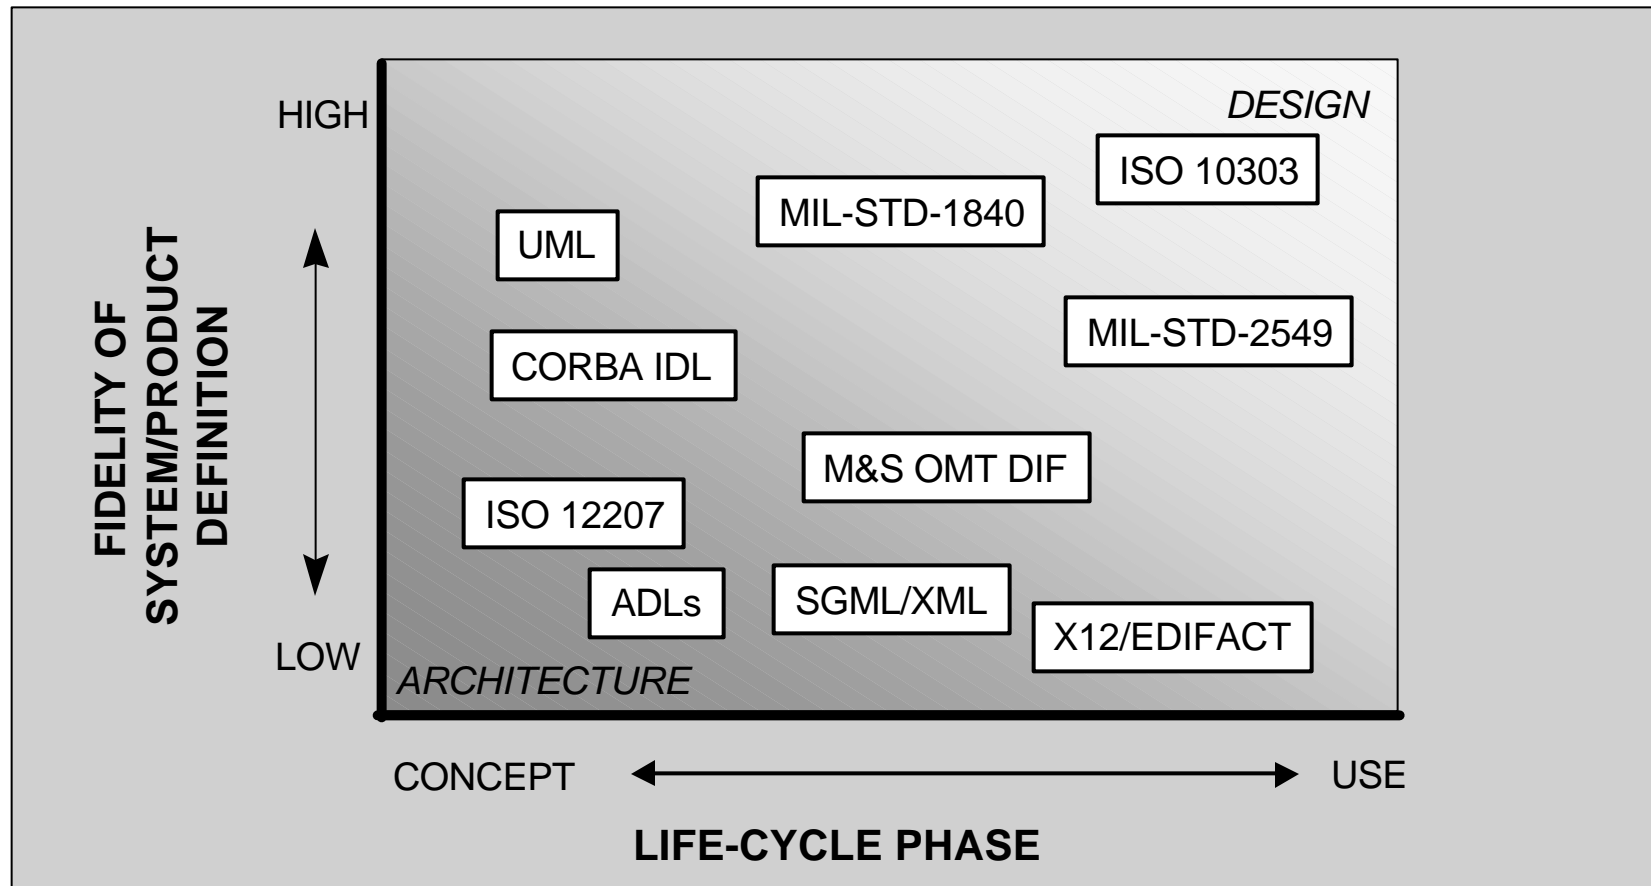 DESIGN
HIGH
ISO 10303
MIL-STD-1840
UML
MIL-STD-2549
CORBA IDL
FIDELITY OF
SYSTEM/PRODUCT
DEFINITION
M&S OMT DIF
ISO 12207
ADLs
SGML/XML
X12/EDIFACT
LOW
ARCHITECTURE
CONCEPT
USE
LIFE-CYCLE PHASE